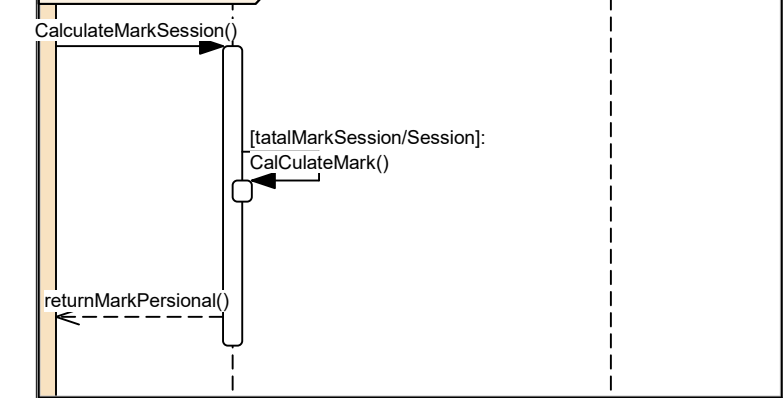 CalculateMarkSession()
[tatalMarkSession/Session]:
CalCulateMark()
returnMarkPersional()